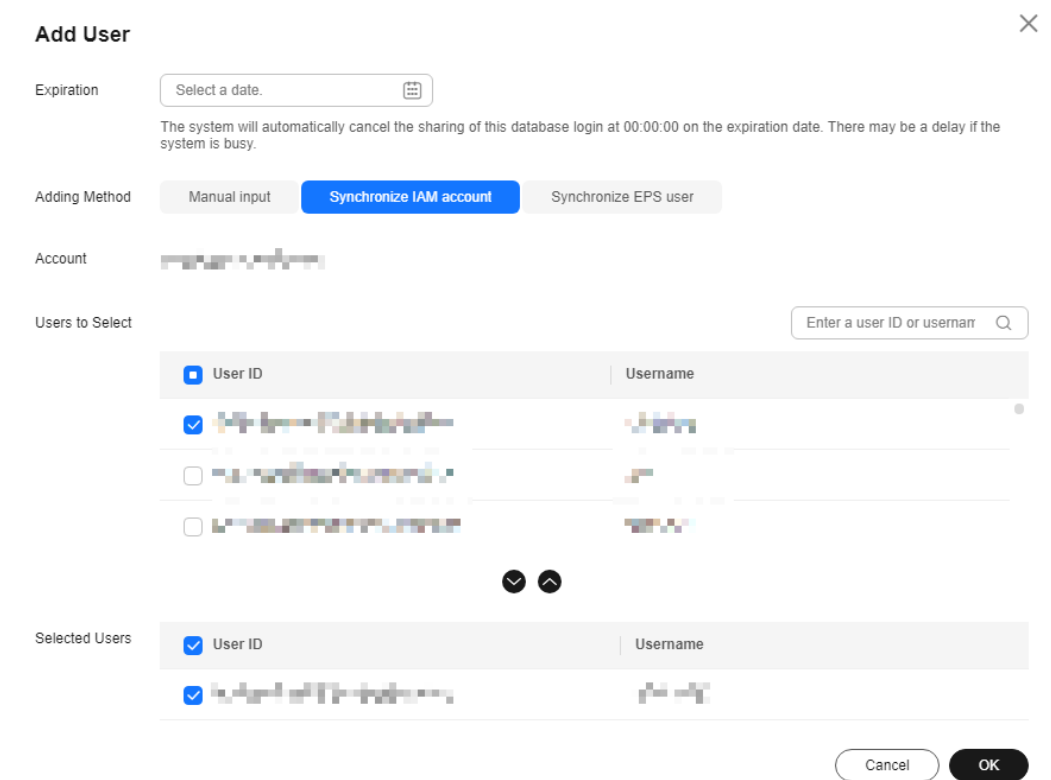 Add User
Expiration
Select a date.
The system will automatically cancel the sharing of this database login at 00:00:00 on the expiration date. There may be a delay if the
system is busy.
Adding Method
Manual input
Synchronize IAM account
Synchronize EPS user
Account
Users to Select
Enter a user ID or usernam
User ID
Username
Selected Users
User ID
Username
Cancel
OK